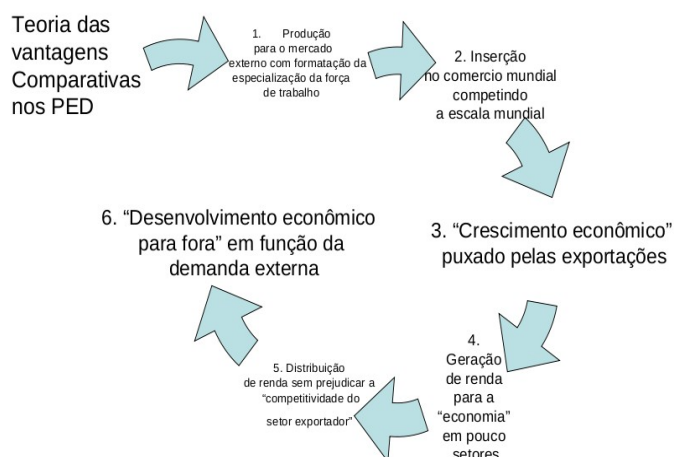 Teoria das
vantagens
Comparativas
nos PED
1. Produção
para o mercado
externo com formatação da
especialização da força
de trabalho
2. Inserção
no comercio mundial
competindo
a escala mundial
3. “Crescimento econômico”
puxado pelas exportações
4.
Geração
de renda
para a
“economia”
em pouco
setores
5. Distribuição
de renda sem prejudicar a
“competitividade do
setor exportador”
6. “Desenvolvimento econômico
para fora” em função da
demanda externa